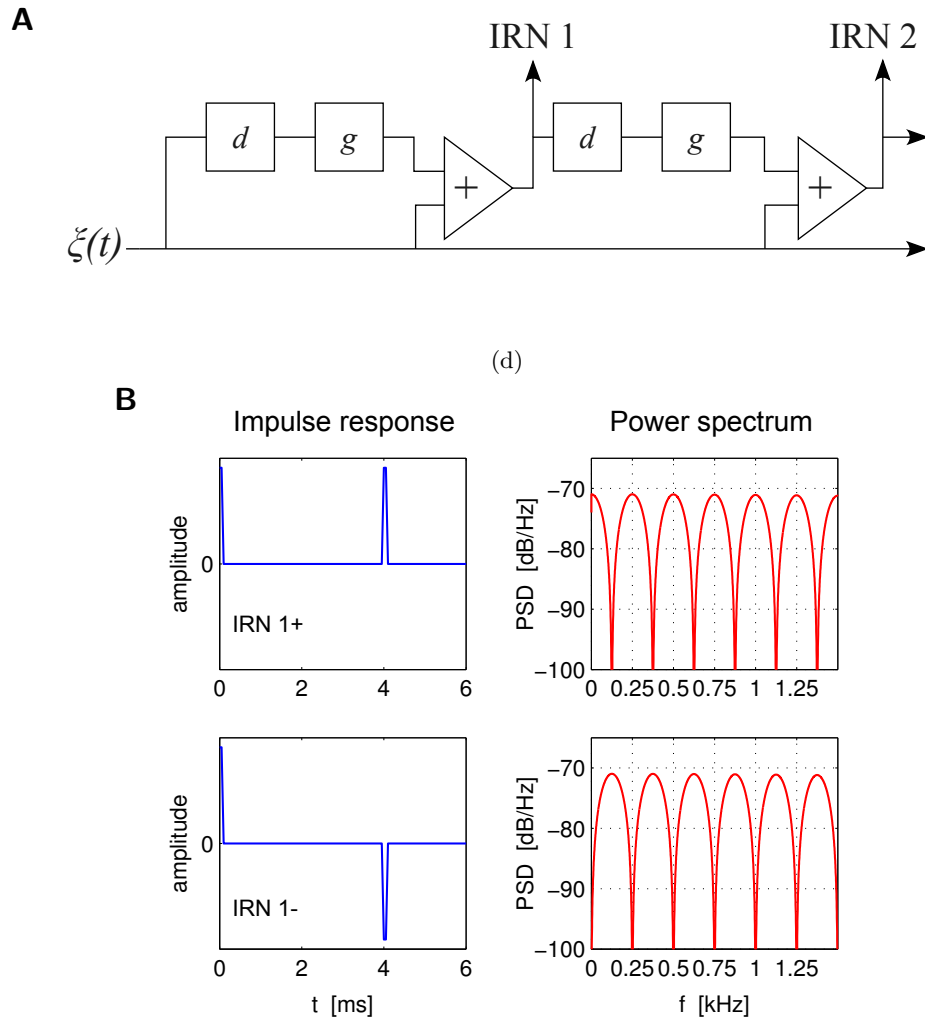 A
IRN 1
IRN 2
d
g
+
d
g
+
ξ(t)
(d)
B
Impulse response
Power spectrum
amplitude
0
IRN 1+
0
2
4
6
PSD [dB/Hz]
−70
−80
−90
−100
0
0.25
0.5
0.75
1
1.25
amplitude
0
IRN 1-
0
2
4
6
t [ms]
PSD [dB/Hz]
−70
−80
−90
−100
0
0.25
0.5
0.75
1
1.25
f [kHz]